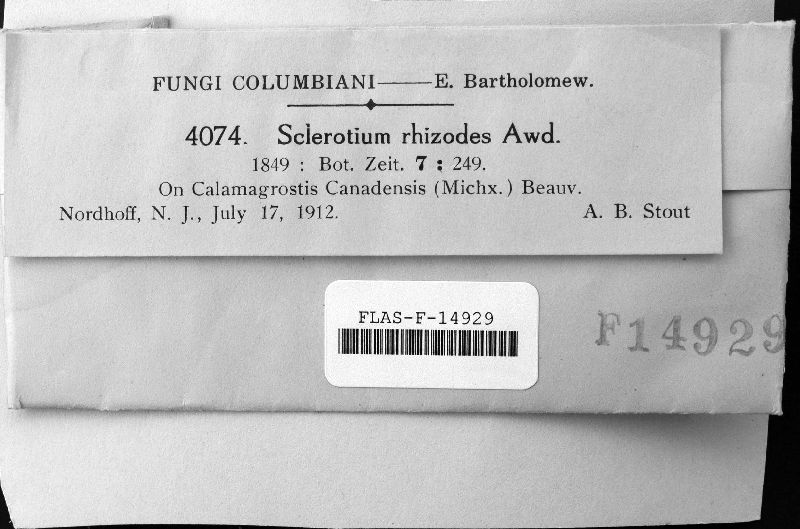 FUNGI COLUMBIANI——E. Bartholomew.
4074. Sclerotium rhizodes Awd.
1849 : Bot. Zeit. 7 : 249.
On Calamagrostis Canadensis (Michx.) Beauv.
Nordhoff, N. J., July 17, 1912. A. B. Stout
FLAS-F-14929
F14929